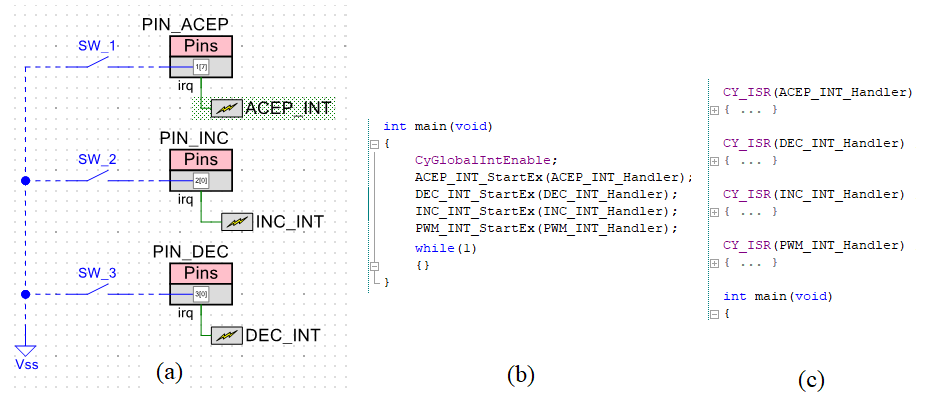 PIN_ACEP
SW_1
Pins
1[7]
irq
ACEP_INT
PIN_INC
SW_2
Pins
2[0]
irq
INC_INT
PIN_DEC
SW_3
Pins
3[0]
irq
DEC_INT
Vss
(a)
int main(void)
{
CyGlobalIntEnable;
ACEP_INT_StartEx(ACEP_INT_Handler);
DEC_INT_StartEx(DEC_INT_Handler);
INC_INT_StartEx(INC_INT_Handler);
PWM_INT_StartEx(PWM_INT_Handler);
while(1)
{}
}
(b)
CY_ISR(ACEP_INT_Handler)
{ ... }
CY_ISR(DEC_INT_Handler)
{ ... }
CY_ISR(INC_INT_Handler)
{ ... }
CY_ISR(PWM_INT_Handler)
{ ... }
int main(void)
{
(c)